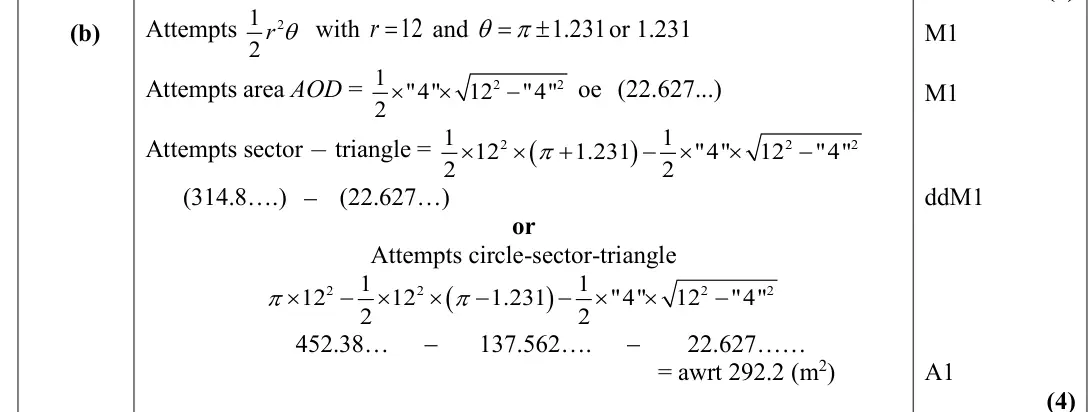 (b) Attempts 1/2 r²θ with r = 12 and θ = π ± 1.231 or 1.231 M1
Attempts area AOD = 1/2 × "4" × √(12² − "4"²) oe (22.627...) M1
Attempts sector – triangle = 1/2 × 12² × (π + 1.231) − 1/2 × "4" × √(12² − "4"²)
(314.8….) – (22.627…) ddM1
or
Attempts circle-sector-triangle
π × 12² − 1/2 × 12² × (π − 1.231) − 1/2 × "4" × √(12² − "4"²)
452.38… – 137.562…. – 22.627……
= awrt 292.2 (m²) A1
(4)